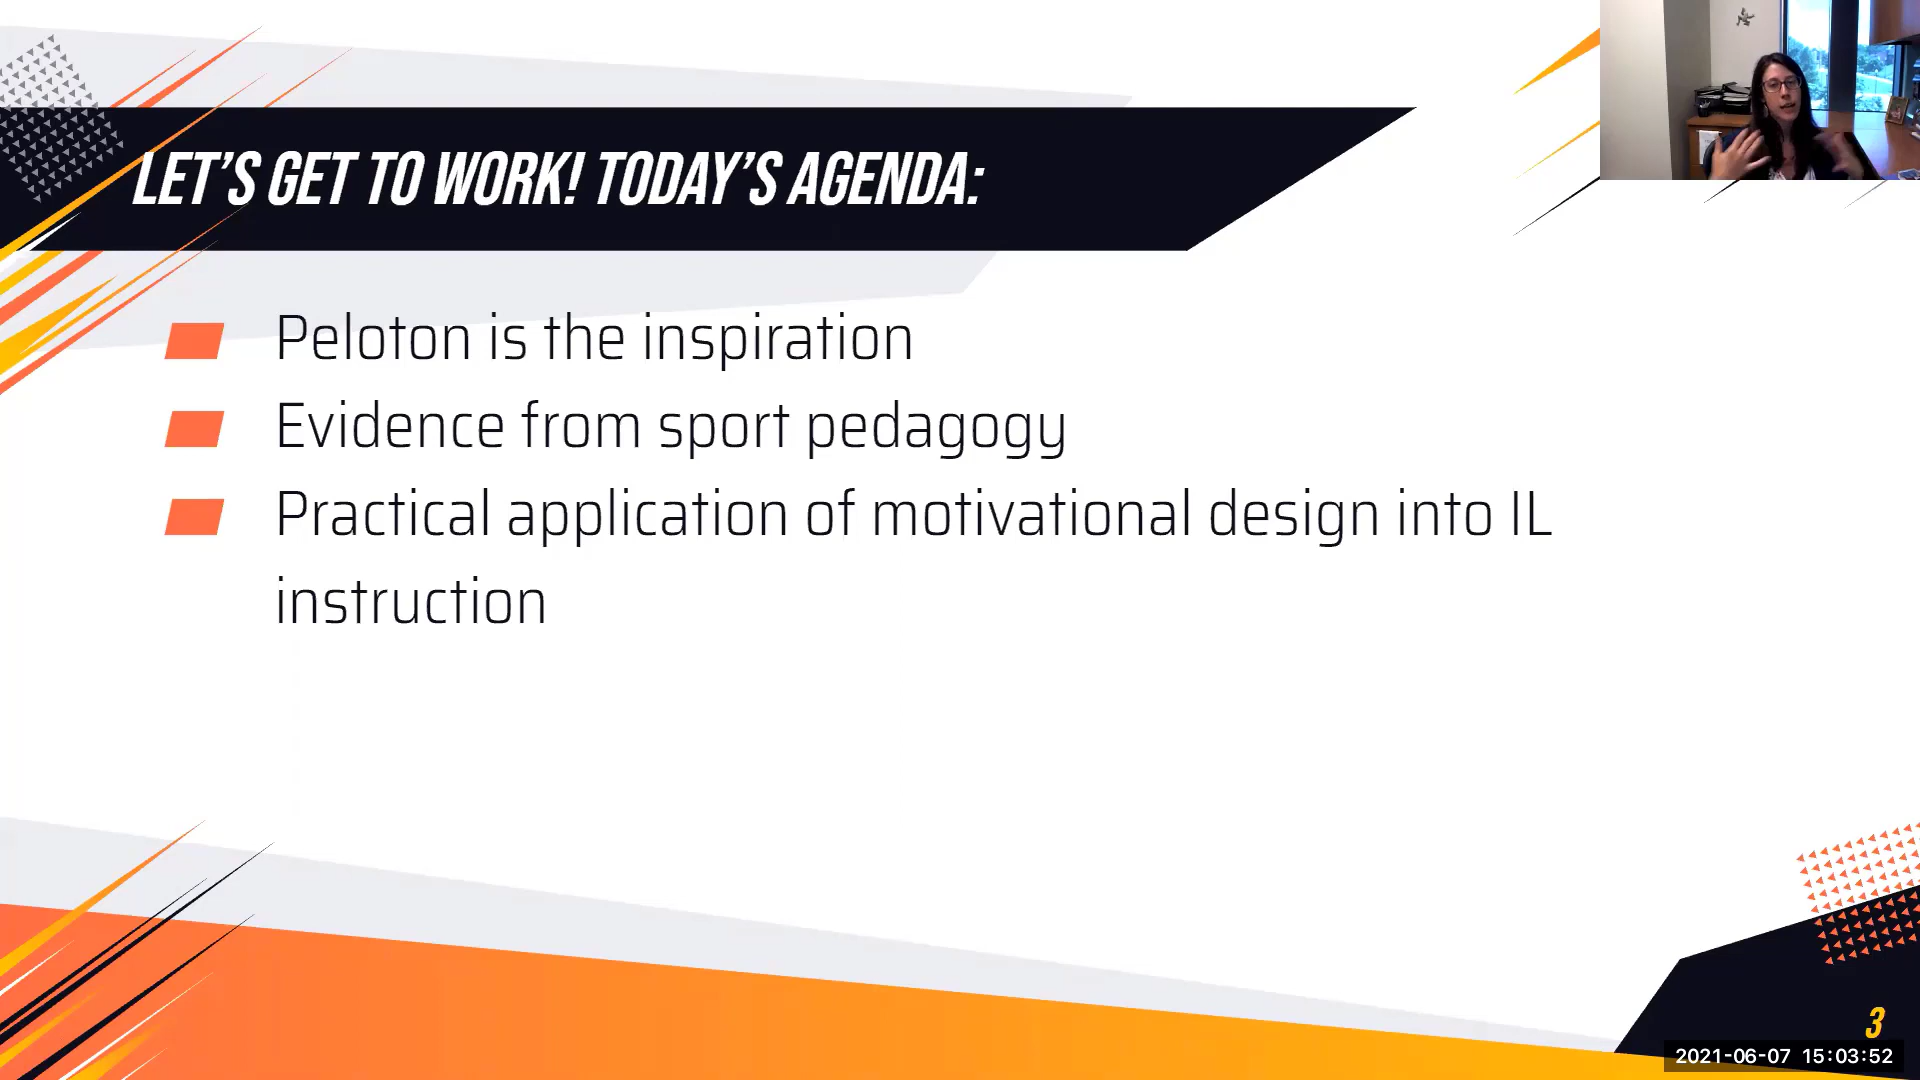 LET'S GET TO WORK! TODAY'S AGENDA:
Peloton is the inspiration
Evidence from sport pedagogy
Practical application of motivational design into IL
instruction
3
2021-06-07 15:03:52